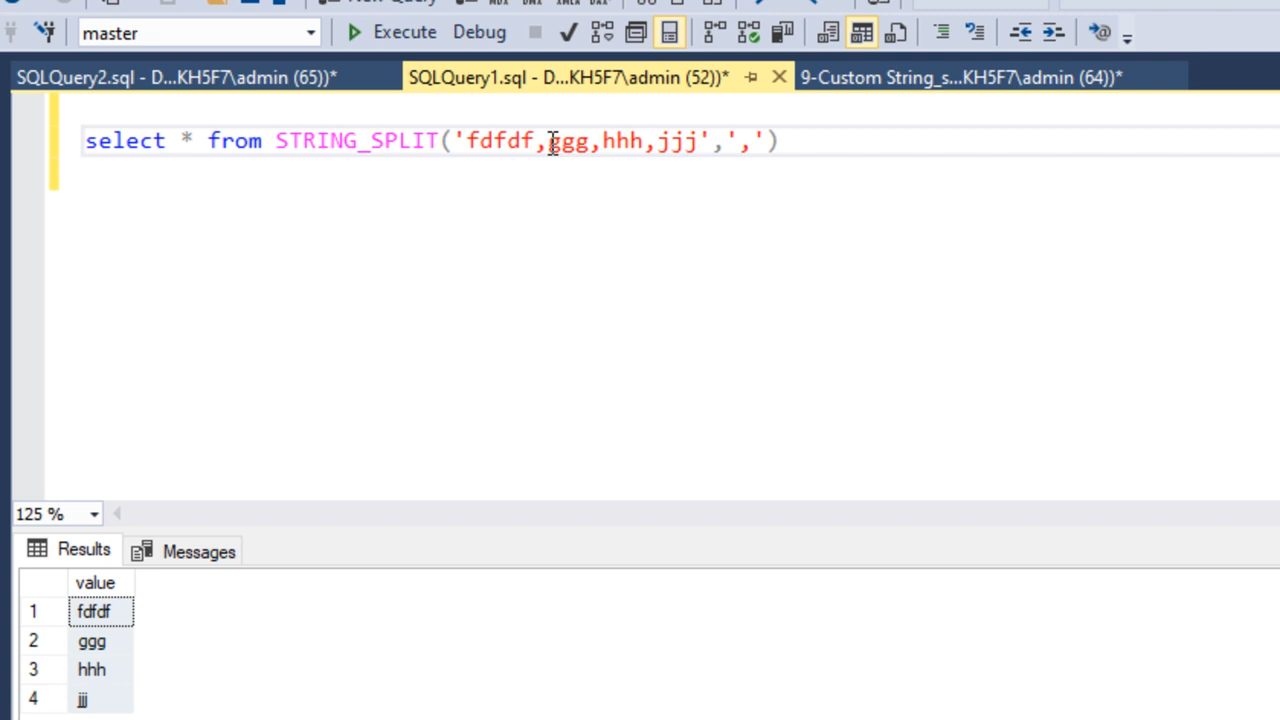 master
Execute
Debug
SQLQuery2.sql - D...KH5F7\admin (65))*
SQLQuery1.sql - D...KH5F7\admin (52))*
9-Custom String_s...KH5F7\admin (64))*
select * from STRING_SPLIT('fdfdf,ggg,hhh,jjj',',')
125 %
Results
Messages
value
1 fdfdf
2 ggg
3 hhh
4 jjj